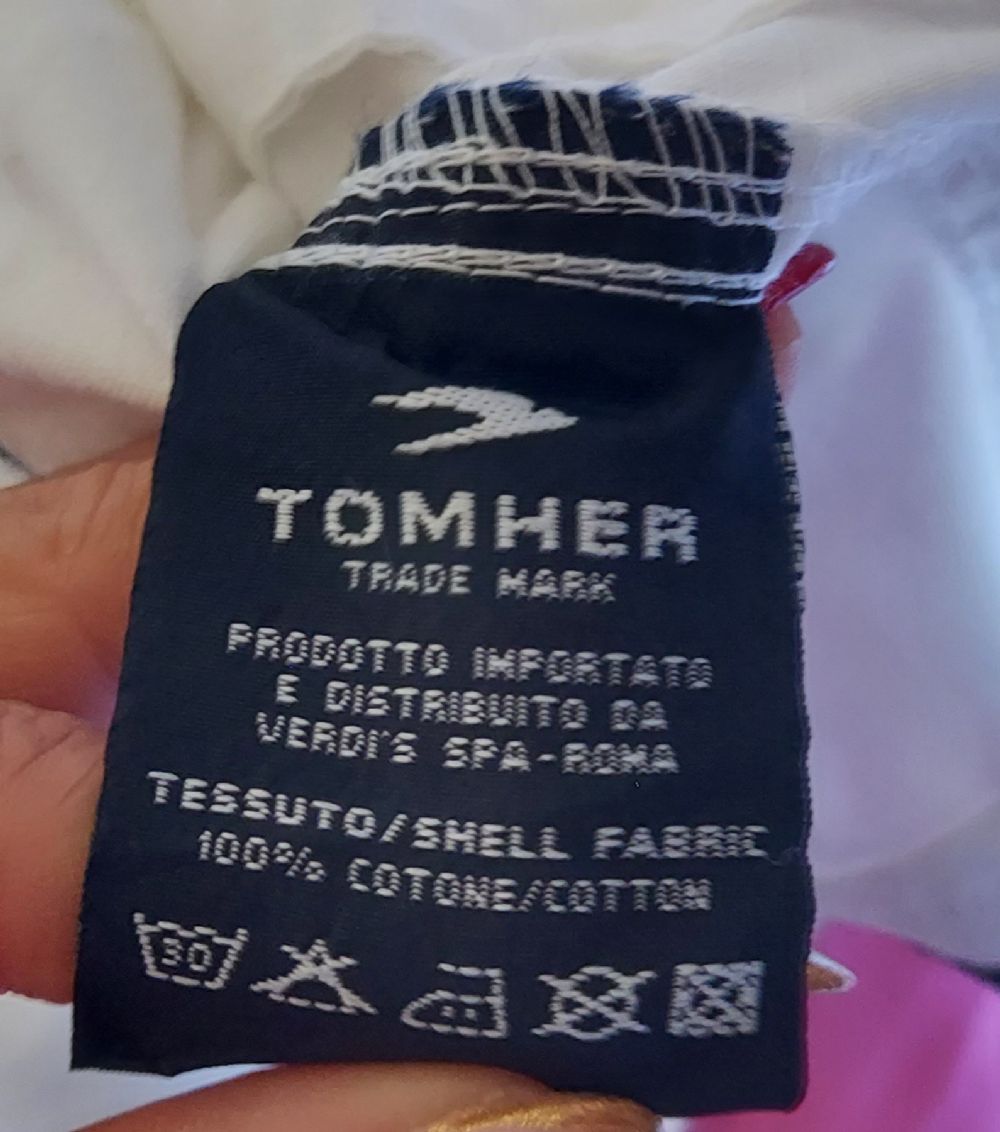 TOMHER
TRADE MARK
PRODOTTO IMPORTATO
E DISTRIBUITO DA
VERDI'S SPA-ROMA
TESSUTO/SHELL FABRIC
100% COTONE/COTTON
30